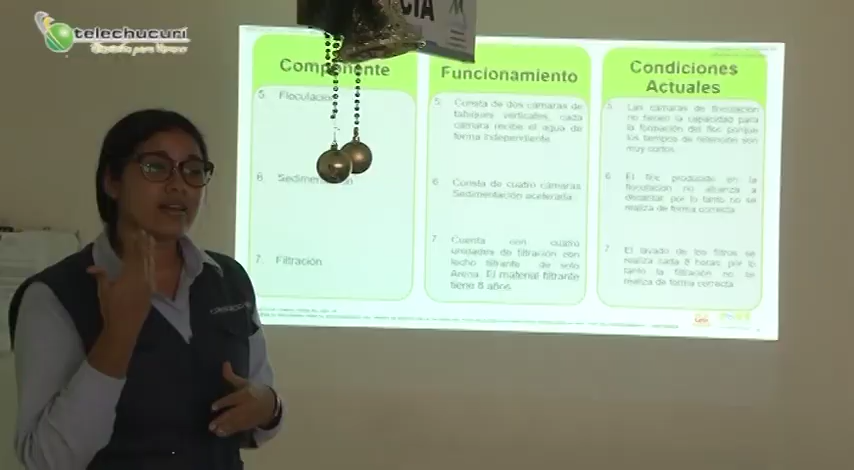 telechucurí
CIA
Componente
Funcionamiento
Condiciones
Actuales
5. Floculación
6. Sedimentación
7. Filtración
5. Consta de dos cámaras de
tabiques verticales, cada
cámara recibe el agua de
forma independiente.
6. Consta de cuatro cámaras
Sedimentación acelerada
7. Cuenta con cuatro
unidades de filtración con
lecho filtrante de solo
Arena. El material filtrante
tiene 8 años.
5. Las cámaras de floculación
no tienen la capacidad para
la formación del floc porque
los tiempos de retención son
muy cortos.
6. El floc producido en la
floculación no alcanza a
decantar, por lo tanto no se
realiza de forma correcta
7. El lavado de los filtros se
realiza cada 8 horas, por lo
tanto la filtración no se
realiza de forma correcta